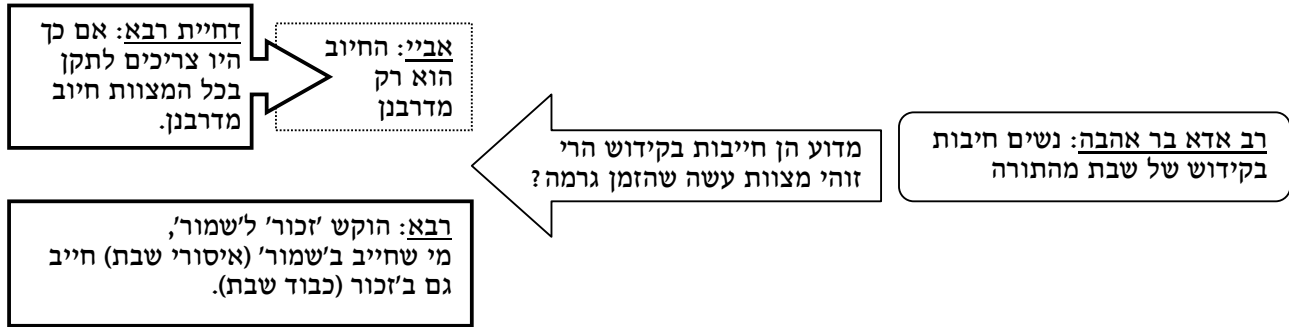 רב אדא בר אהבה: נשים חיבות
בקידוש של שבת מהתורה
מדוע הן חייבות בקידוש הרי
זוהי מצוות עשה שהזמן גרמה?
אביי: החיוב
הוא רק
מדרבנן
דחיית רבא: אם כך
היו צריכים לתקן
בכל המצוות חיוב
מדרבנן.
רבא: הוקש 'זכור' ל'שמור',
מי שחייב ב'שמור' (איסורי שבת) חייב
גם ב'זכור (כבוד שבת).